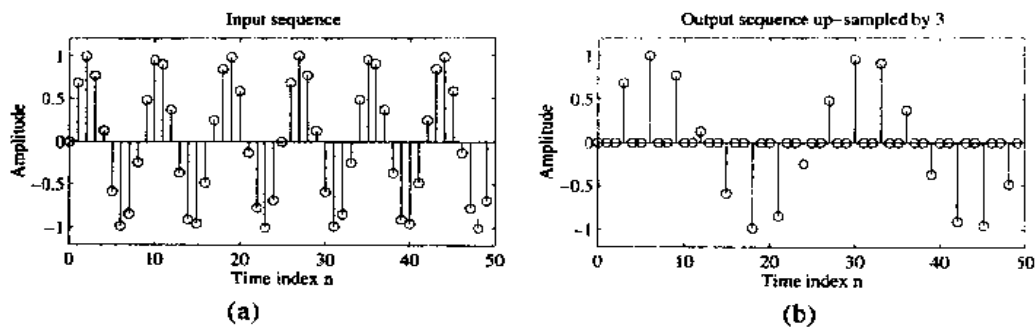 Input sequence
Amplitude
1
0.5
0
-0.5
-1
0 10 20 30 40 50
Time index n
(a)
Output sequence up-sampled by 3
Amplitude
1
0.5
0
-0.5
-1
0 10 20 30 40 50
Time index n
(b)